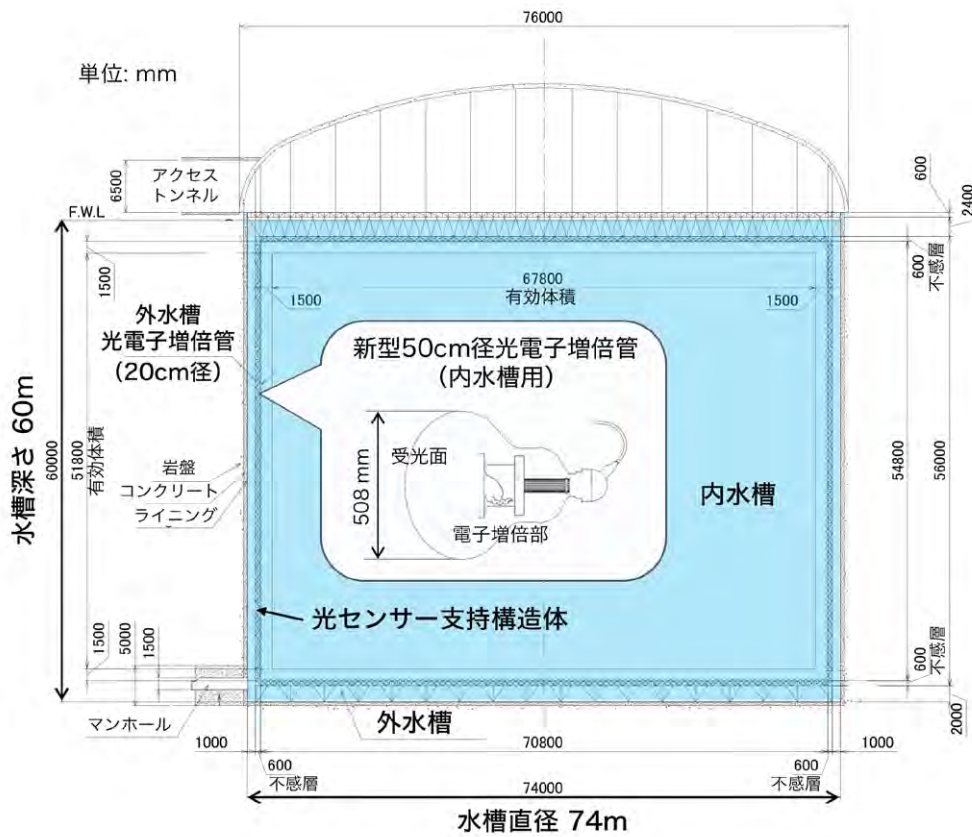 76000
単位: mm
アクセス
トンネル
6500
F.W.L
600
2400
600
不感層
1500
67800
有効体積
1500
1500
外水槽
光電子増倍管
（20cm径）
新型50cm径光電子増倍管
（内水槽用）
受光面
508 mm
電子増倍部
水槽深さ 60m
60000
51800
有効体積
岩盤
コンクリート
ライニング
内水槽
54800
56000
光センサー支持構造体
1500
5000
1500
600
不感層
マンホール
外水槽
2000
1000
70800
1000
600
不感層
600
不感層
74000
水槽直径 74m